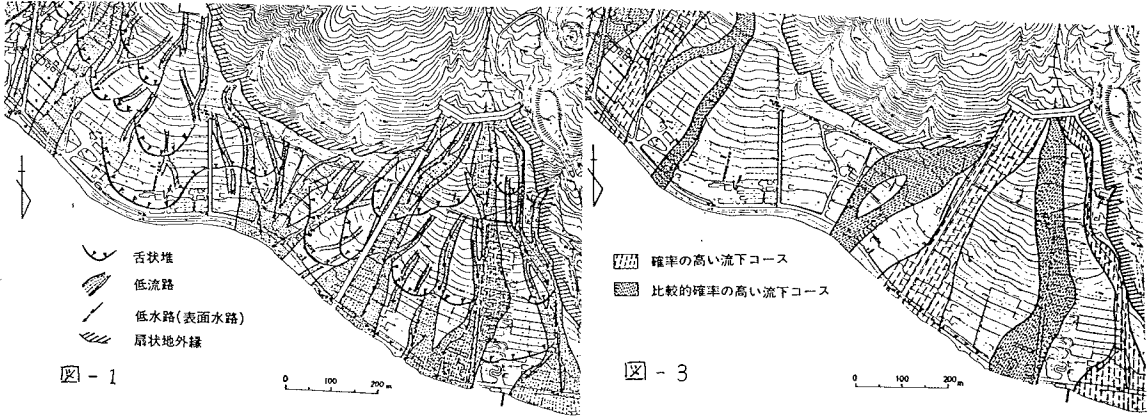 舌状堆
低流路
低水路(表面水路)
扇状地外縁
図-1
0 100 200m
確率の高い流下コース
比較的確率の高い流下コース
図-3
0 100 200m